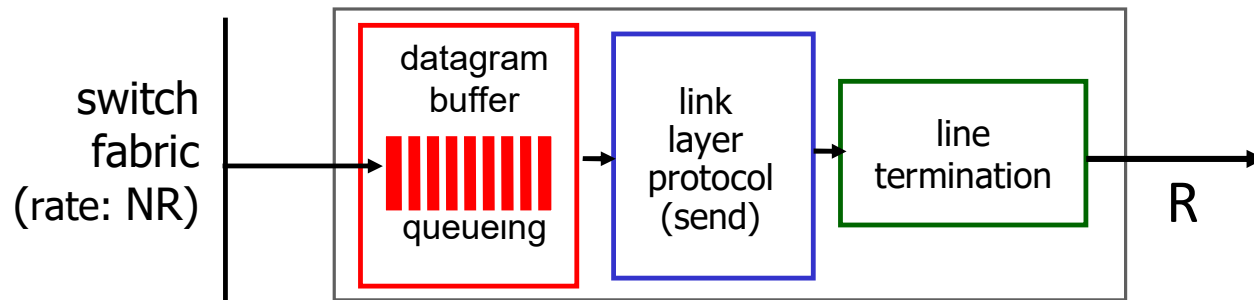 switch
fabric
(rate: NR)
datagram
buffer
queueing
link
layer
protocol
(send)
line
termination
R